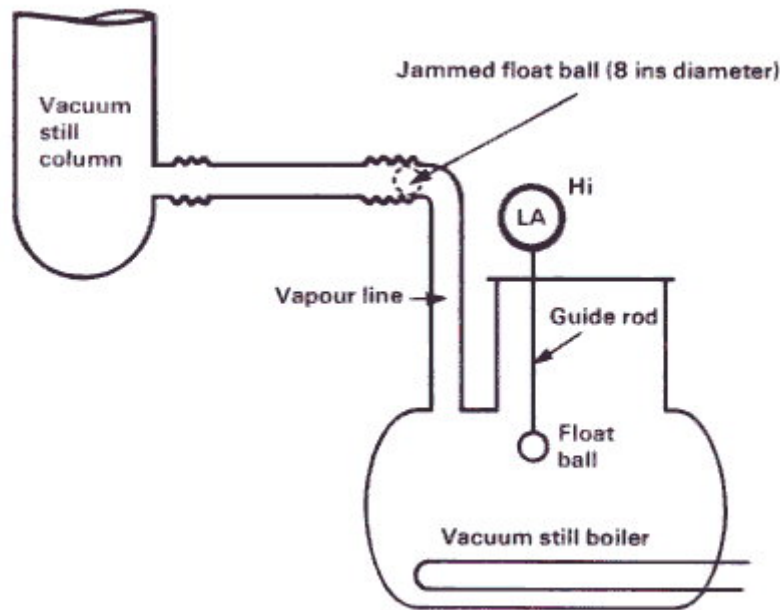 Jammed float ball (8 ins diameter)
Vacuum
still
column
Hi
LA
Vapour line
Guide rod
Float
ball
Vacuum still boiler